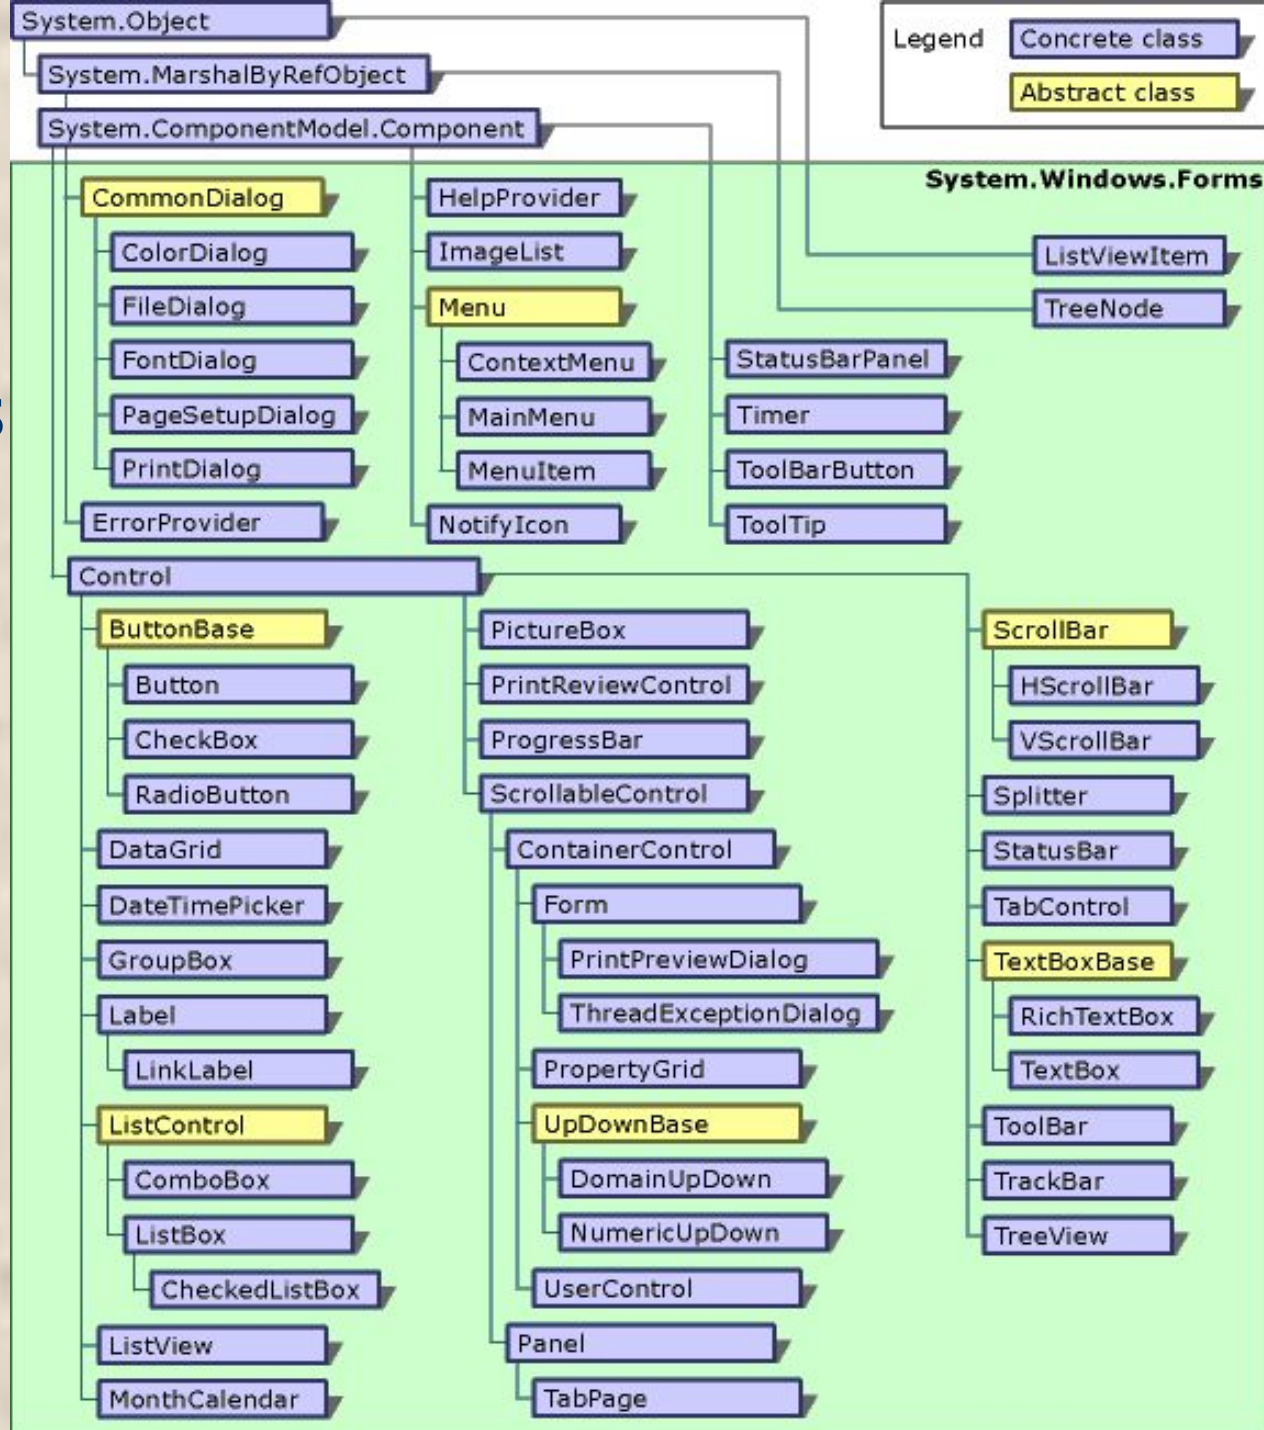 System.Object
System.MarshalByRefObject
System.ComponentModel.Component
Legend
Concrete class
Abstract class
System.Windows.Forms
CommonDialog
ColorDialog
FileDialog
FontDialog
PageSetupDialog
PrintDialog
ErrorProvider
HelpProvider
ImageList
Menu
ContextMenu
MainMenu
MenuItem
NotifyIcon
StatusBarPanel
Timer
ToolBarButton
ToolTip
ListViewItem
TreeNode
Control
ButtonBase
Button
CheckBox
RadioButton
DataGrid
DateTimePicker
GroupBox
Label
LinkLabel
ListControl
ComboBox
ListBox
CheckedListBox
ListView
MonthCalendar
PictureBox
PrintReviewControl
ProgressBar
ScrollableControl
ContainerControl
Form
PrintPreviewDialog
ThreadExceptionDialog
PropertyGrid
UpDownBase
DomainUpDown
NumericUpDown
UserControl
Panel
TabPage
ScrollBar
HScrollBar
VScrollBar
Splitter
StatusBar
TabControl
TextBoxBase
RichTextBox
TextBox
ToolBar
TrackBar
TreeView